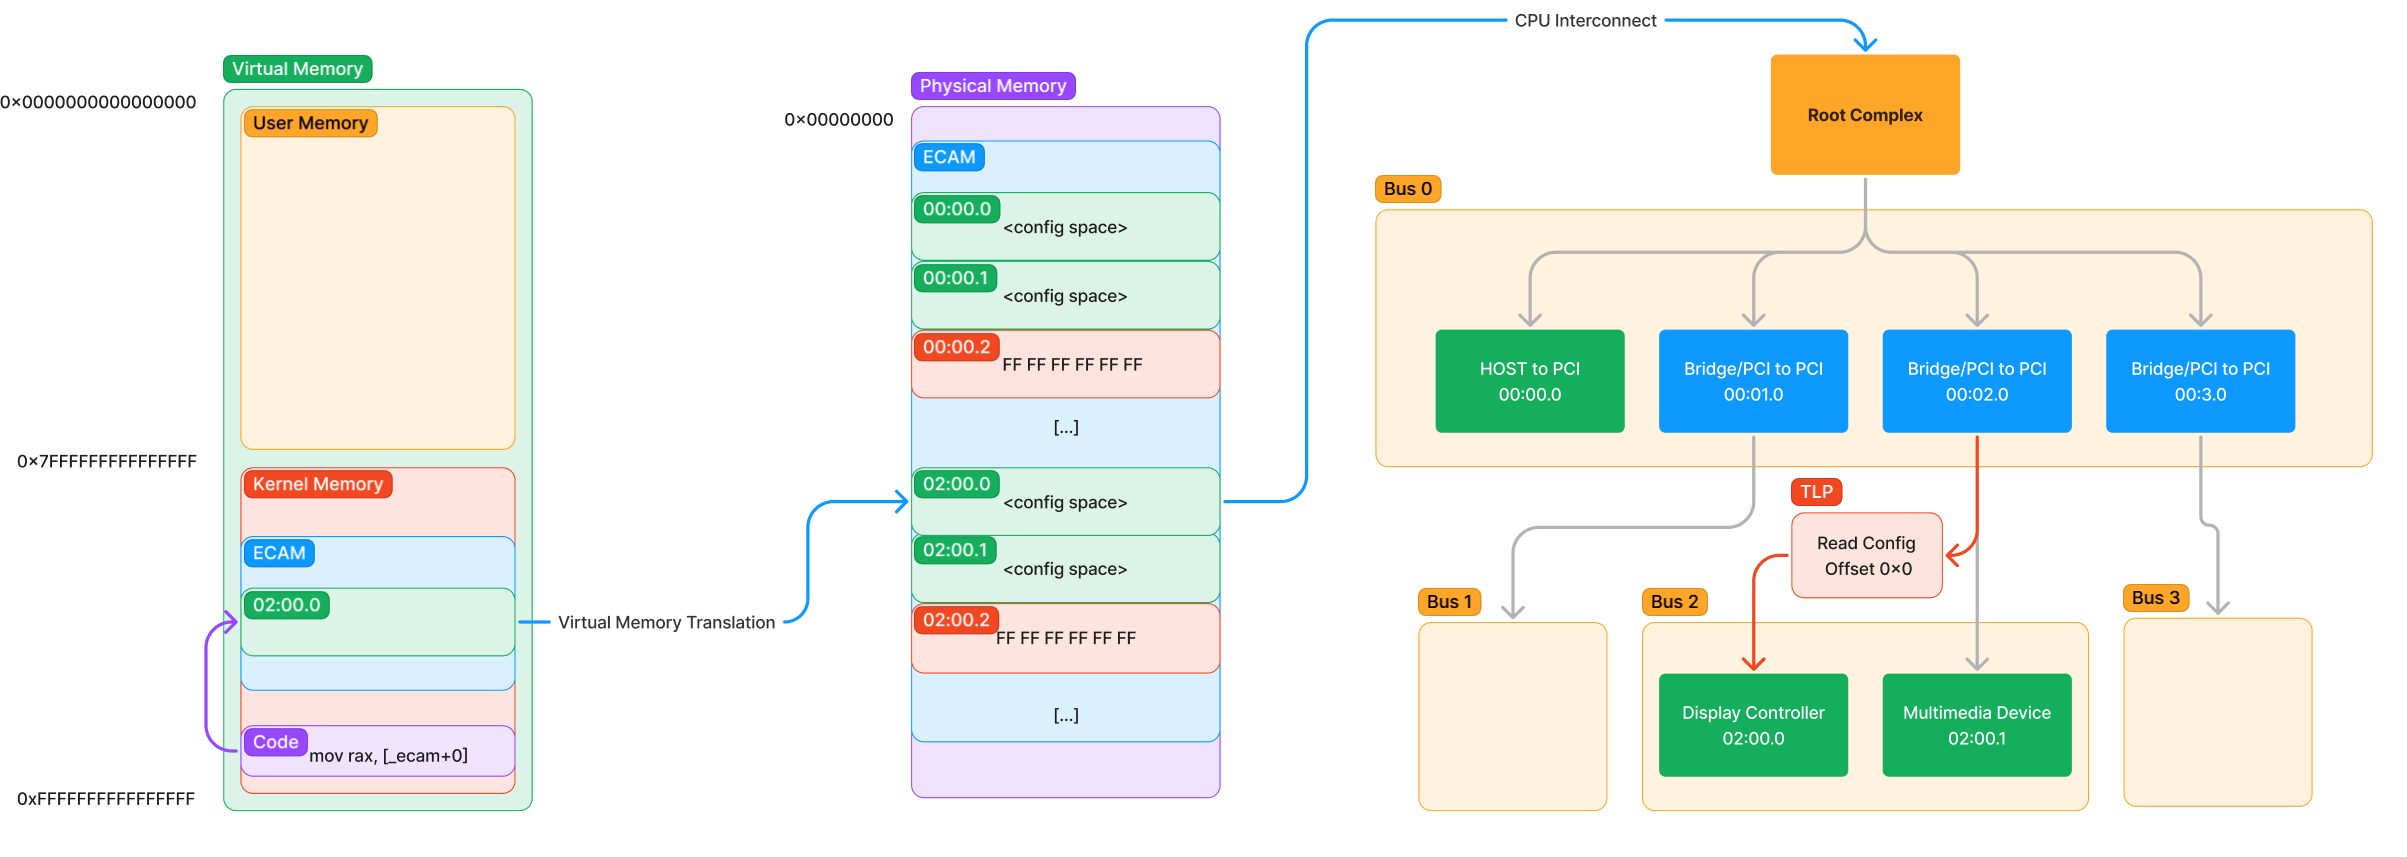 Virtual Memory
0×0000000000000000
User Memory
0×7FFFFFFFFFFFFFFF
Kernel Memory
ECAM
02:00.0
Code
mov rax, [_ecam+0]
0xFFFFFFFFFFFFFFFF
Virtual Memory Translation
Physical Memory
0×00000000
ECAM
00:00.0
<config space>
00:00.1
<config space>
00:00.2
FF FF FF FF FF FF
[...]
02:00.0
<config space>
02:00.1
<config space>
02:00.2
FF FF FF FF FF FF
[...]
CPU Interconnect
Root Complex
Bus 0
HOST to PCI
00:00.0
Bridge/PCI to PCI
00:01.0
Bridge/PCI to PCI
00:02.0
Bridge/PCI to PCI
00:3.0
TLP
Read Config
Offset 0×0
Bus 1
Bus 2
Display Controller
02:00.0
Multimedia Device
02:00.1
Bus 3